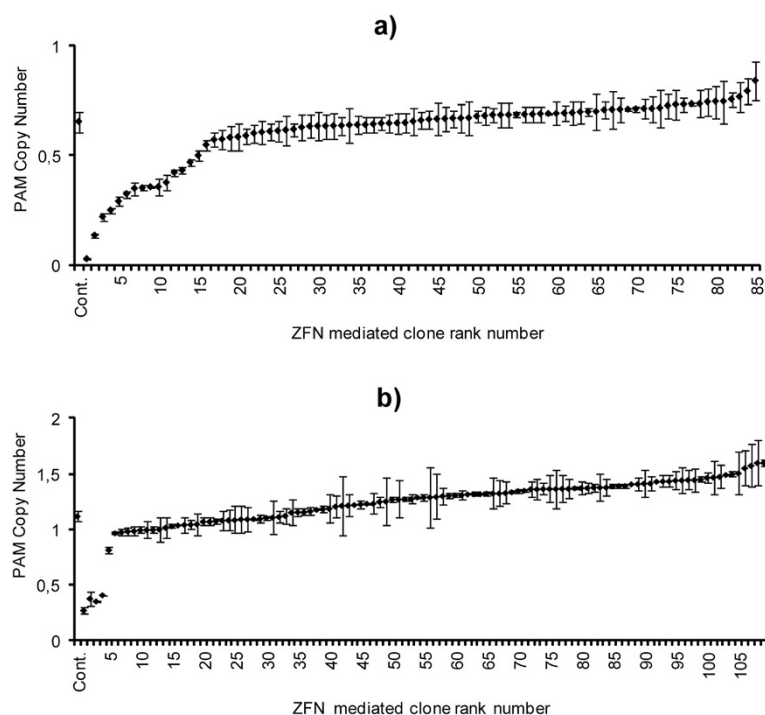 a)
PAM Copy Number
1
0,5
0
Cont. 5 10 15 20 25 30 35 40 45 50 55 60 65 70 75 80 85
ZFN mediated clone rank number
b)
PAM Copy Number
2
1,5
1
0,5
0
Cont. 5 10 15 20 25 30 35 40 45 50 55 60 65 70 75 80 85 90 95 100 105
ZFN mediated clone rank number